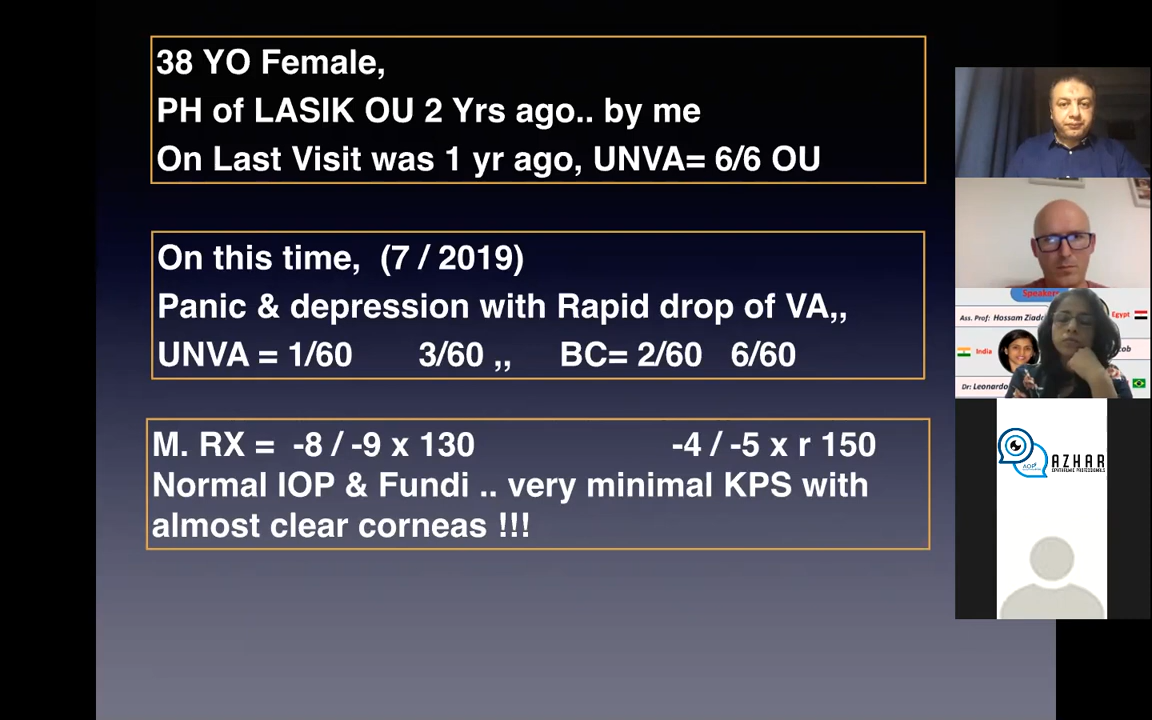 38 YO Female,
PH of LASIK OU 2 Yrs ago.. by me
On Last Visit was 1 yr ago, UNVA= 6/6 OU
On this time, (7 / 2019)
Panic & depression with Rapid drop of VA,,
UNVA = 1/60 3/60 ,, BC= 2/60 6/60
M. RX = -8 / -9 x 130 -4 / -5 x r 150
Normal IOP & Fundi .. very minimal KPS with
almost clear corneas !!!
Speakers
Ass. Prof: Hossam
Egypt
India
Dr: Leonardo
AZHAR